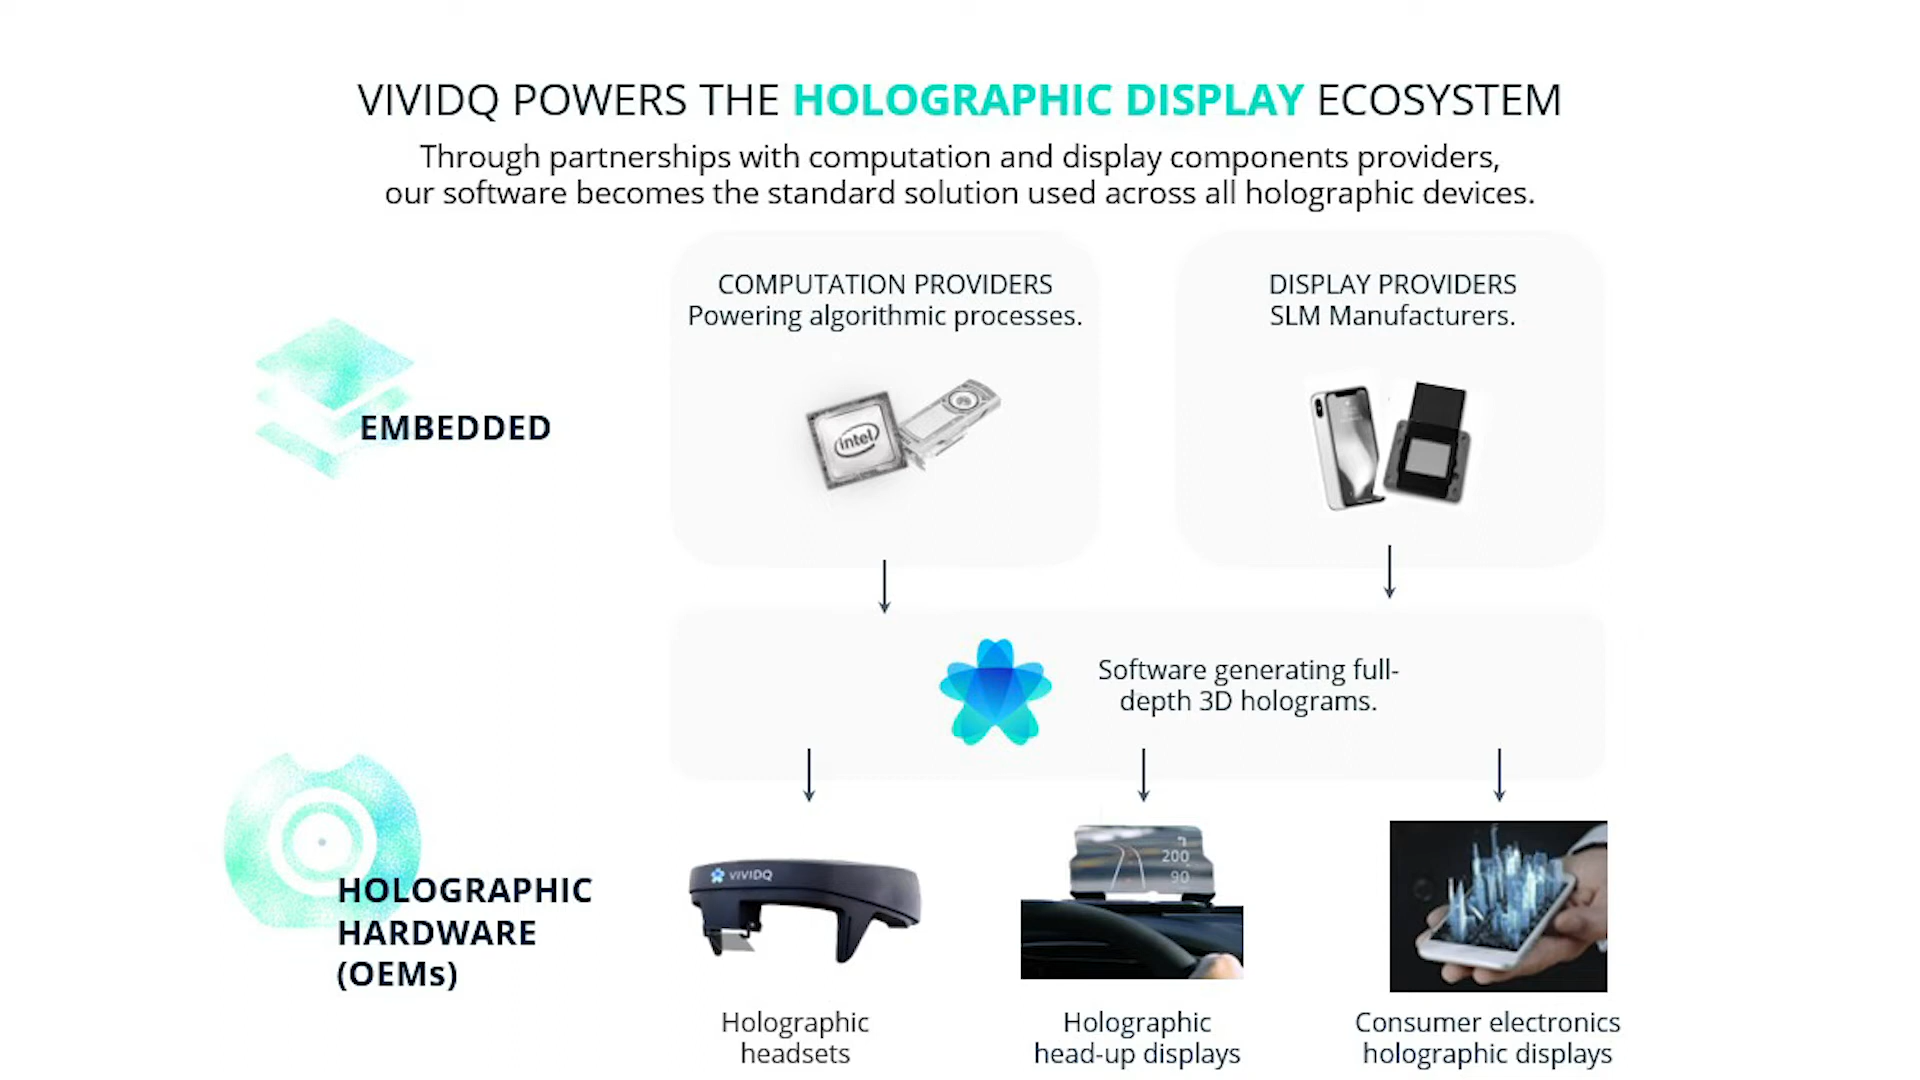 VIVIDQ POWERS THE HOLOGRAPHIC DISPLAY ECOSYSTEM
Through partnerships with computation and display components providers,
our software becomes the standard solution used across all holographic devices.
COMPUTATION PROVIDERS
Powering algorithmic processes.
DISPLAY PROVIDERS
SLM Manufacturers.
intel
EMBEDDED
Software generating full-
depth 3D holograms.
HOLOGRAPHIC
HARDWARE
(OEMs)
VIVIDQ
200
90
Holographic
headsets
Holographic
head-up displays
Consumer electronics
holographic displays